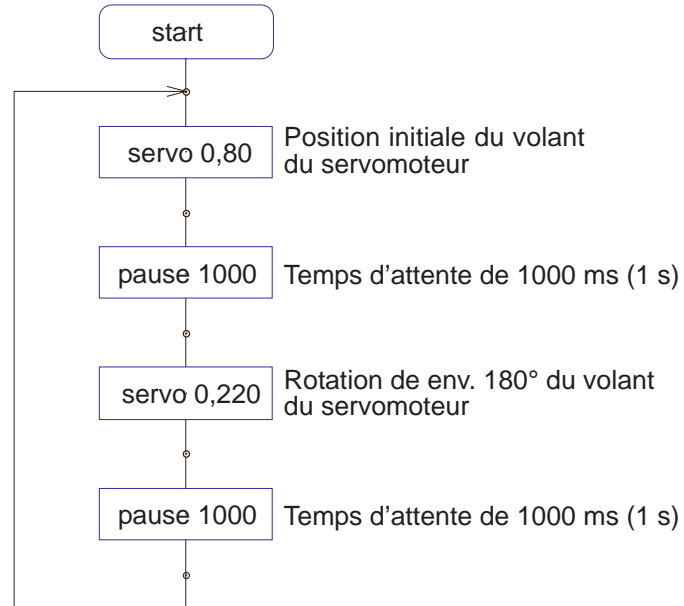 start
servo 0,80
Position initiale du volant
du servomoteur
pause 1000
Temps d'attente de 1000 ms (1 s)
servo 0,220
Rotation de env. 180° du volant
du servomoteur
pause 1000
Temps d'attente de 1000 ms (1 s)